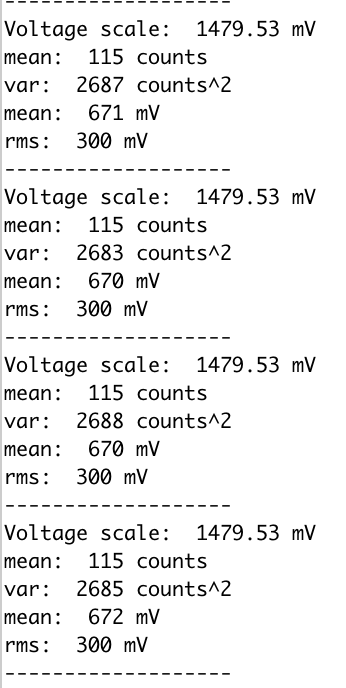 -------------------
Voltage scale:  1479.53 mV
mean:  115 counts
var:  2687 counts^2
mean:  671 mV
rms:  300 mV
-------------------
Voltage scale:  1479.53 mV
mean:  115 counts
var:  2683 counts^2
mean:  670 mV
rms:  300 mV
-------------------
Voltage scale:  1479.53 mV
mean:  115 counts
var:  2688 counts^2
mean:  670 mV
rms:  300 mV
-------------------
Voltage scale:  1479.53 mV
mean:  115 counts
var:  2685 counts^2
mean:  672 mV
rms:  300 mV
-------------------